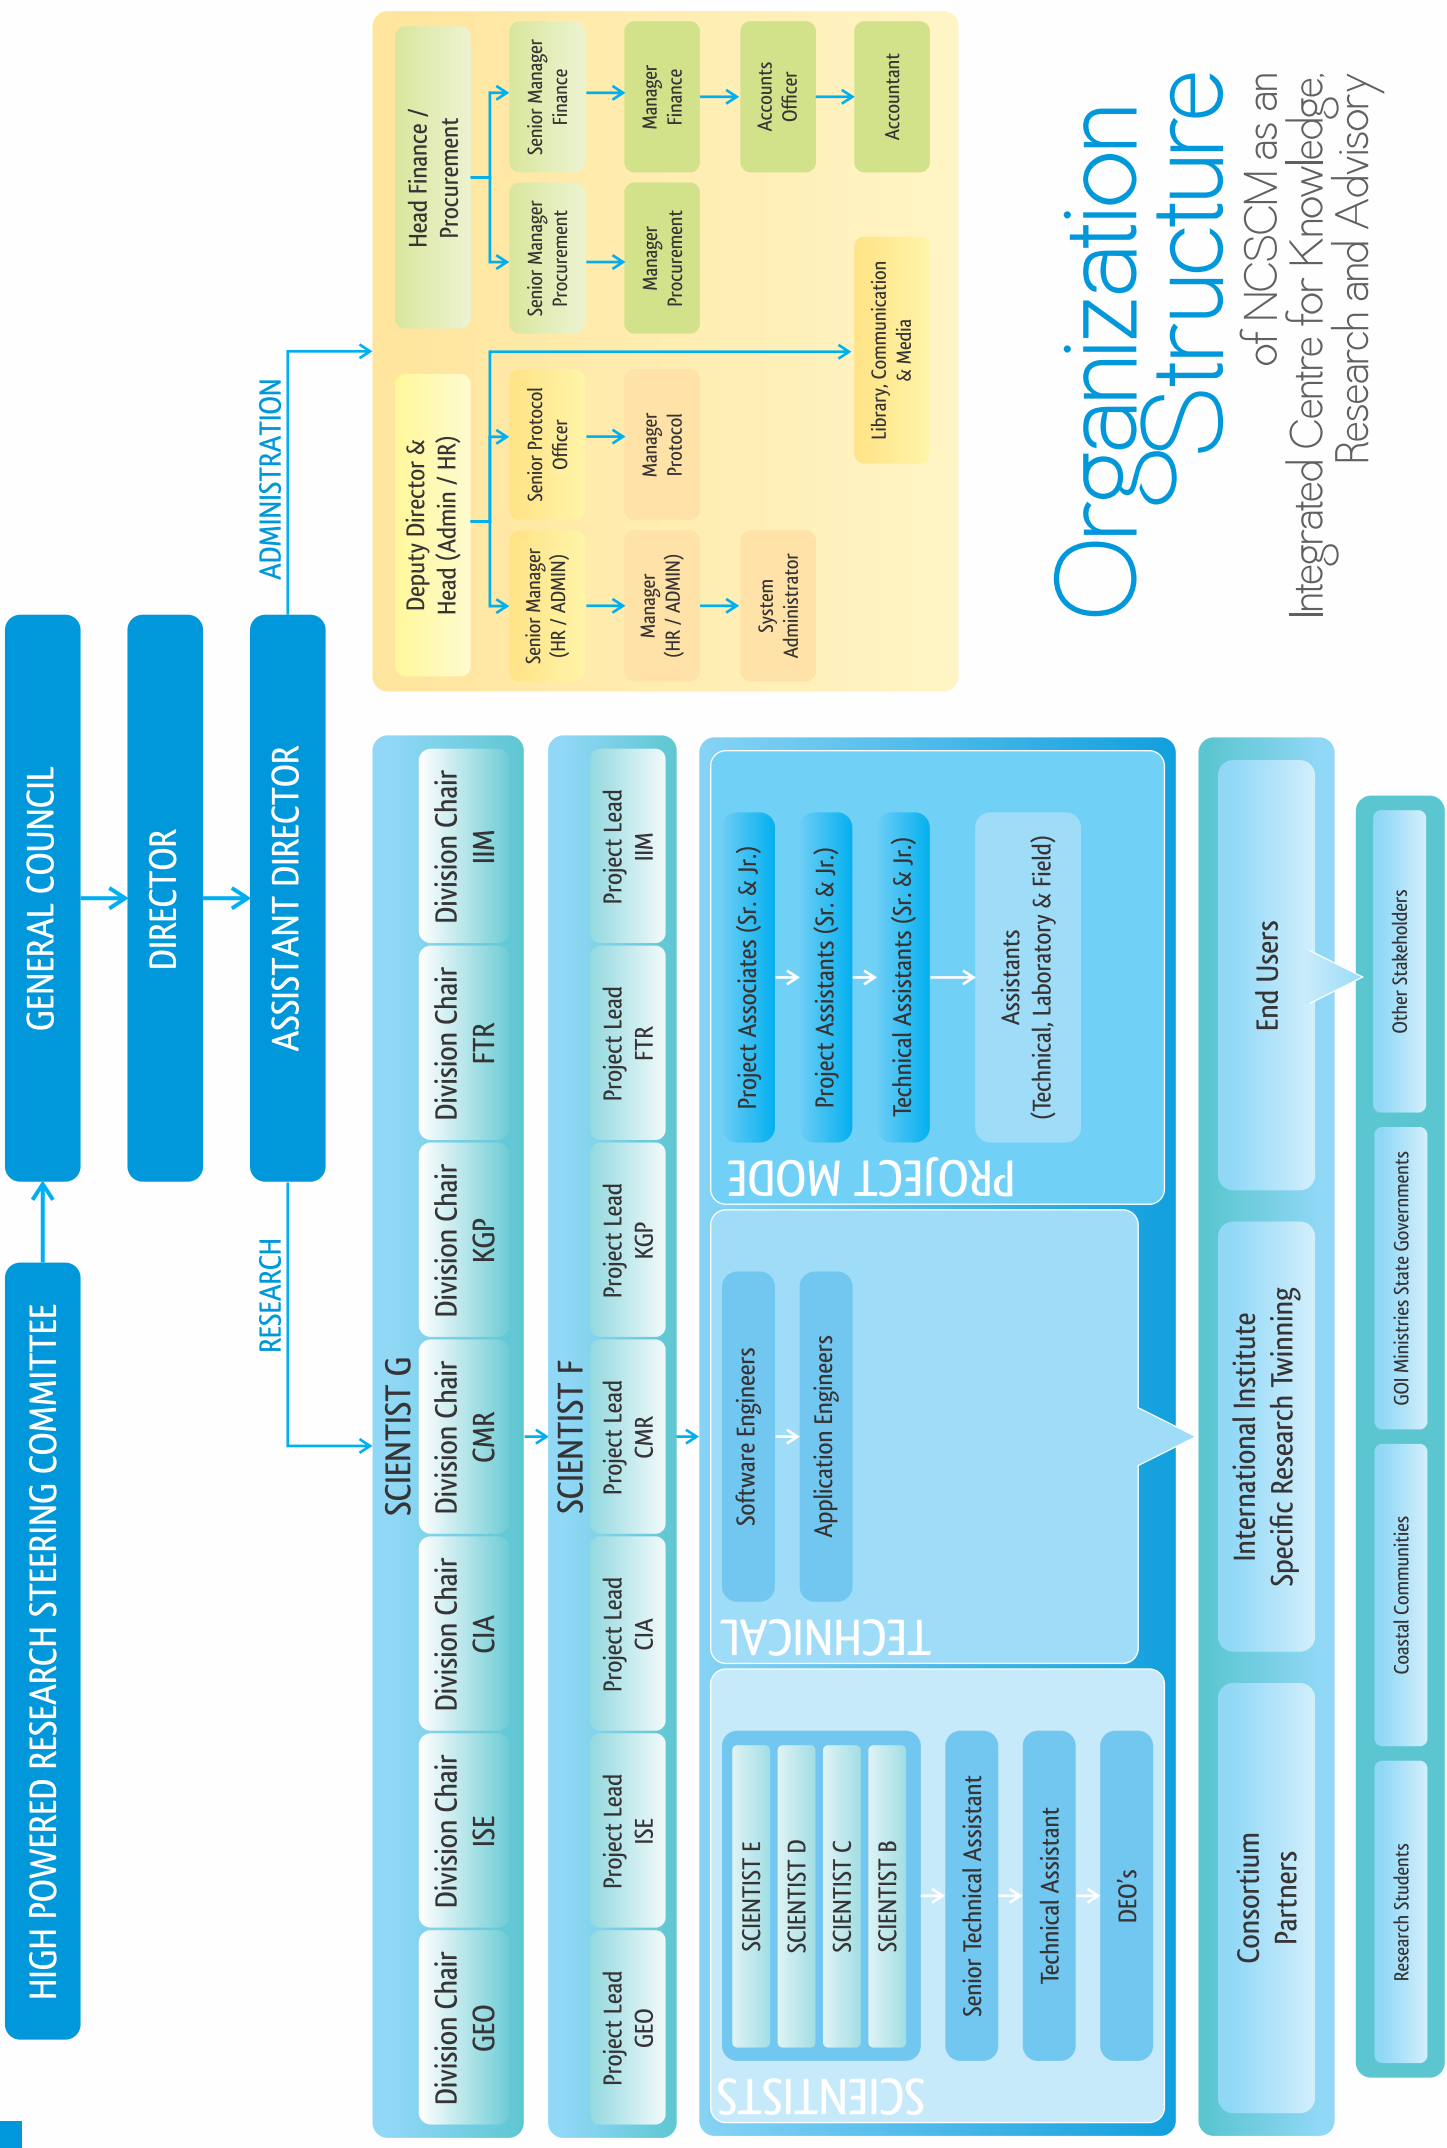 HIGH POWERED RESEARCH STEERING COMMITTEE
GENERAL COUNCIL
DIRECTOR
ASSISTANT DIRECTOR
RESEARCH
ADMINISTRATION
SCIENTIST G
Division Chair
GEO
Division Chair
ISE
Division Chair
CIA
Division Chair
CMR
Division Chair
KGP
Division Chair
FTR
Division Chair
IIM
SCIENTIST F
Project Lead
GEO
Project Lead
ISE
Project Lead
CIA
Project Lead
CMR
Project Lead
KGP
Project Lead
FTR
Project Lead
IIM
SCIENTISTS
SCIENTIST E
SCIENTIST D
SCIENTIST C
SCIENTIST B
Senior Technical Assistant
Technical Assistant
DEO's
TECHNICAL
Software Engineers
Application Engineers
PROJECT MODE
Project Associates (Sr. & Jr.)
Project Assistants (Sr. & Jr.)
Technical Assistants (Sr. & Jr.)
Assistants
(Technical, Laboratory & Field)
Consortium
Partners
International Institute
Specific Research Twinning
End Users
Research Students
Coastal Communities
GOI Ministries State Governments
Other Stakeholders
Deputy Director &
Head (Admin / HR)
Head Finance /
Procurement
Senior Manager
(HR / ADMIN)
Senior Protocol
Officer
Senior Manager
Procurement
Senior Manager
Finance
Manager
(HR / ADMIN)
Manager
Protocol
Manager
Procurement
Manager
Finance
System
Administrator
Accounts
Officer
Library, Communication
& Media
Accountant
Organization
Structure
of NCSCM as an
Integrated Centre for Knowledge,
Research and Advisory